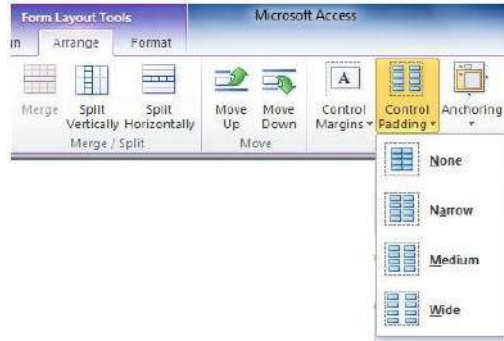 Form Layout Tools
Microsoft Access
n
Arrange
Format
Merge
Split Vertically
Split Horizontally
Move Up
Move Down
Control Margins
Control Padding
Anchoring
A
Merge / Split
Move
None
Narrow
Medium
Wide